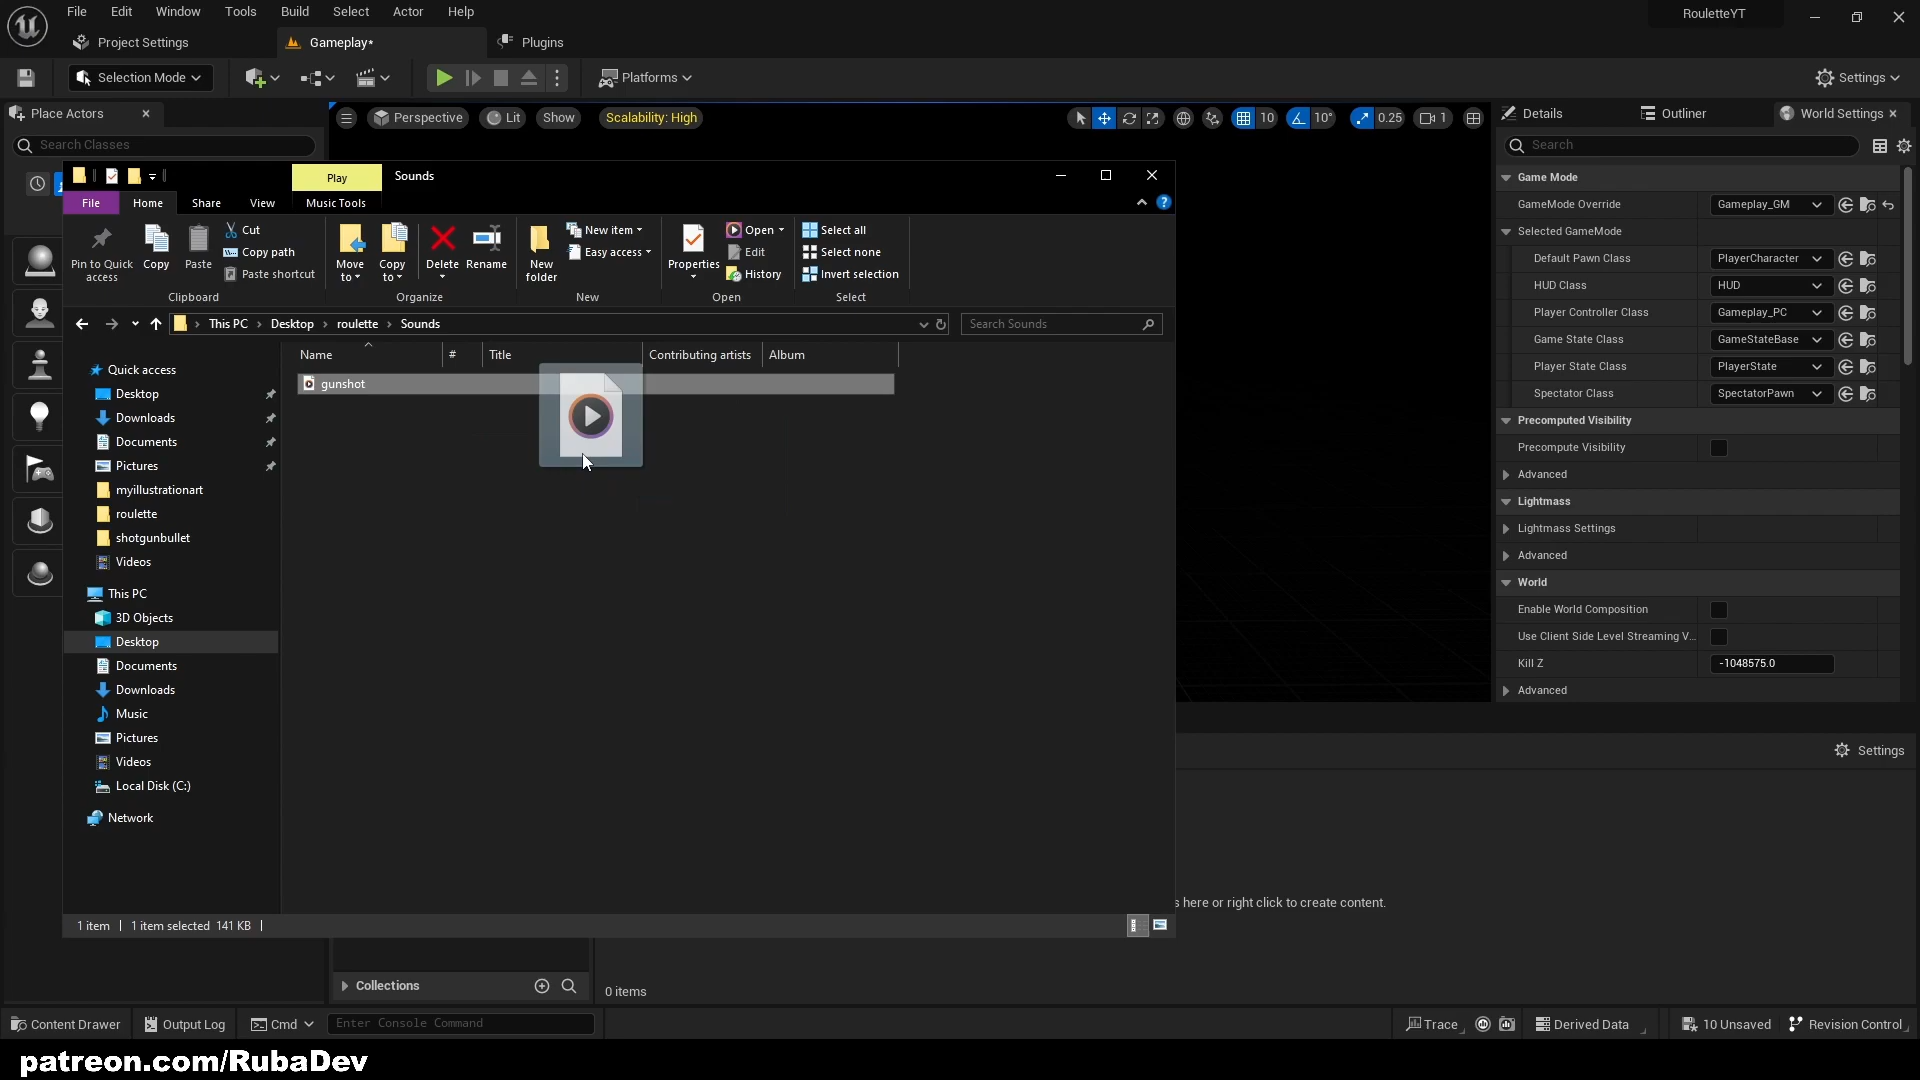 File Edit Window Tools Build Select Actor Help
RouletteYT
Project Settings
Gameplay*
Plugins
Selection Mode
Platforms
Settings
Place Actors
Perspective
Lit
Show
Scalability: High
10
10°
0.25
1
Details
Outliner
World Settings
Search Classes
Search
Play
Sounds
File
Home
Share
View
Music Tools
Pin to Quick access
Copy
Paste
Cut
Copy path
Paste shortcut
Clipboard
Move to
Copy to
Delete
Rename
Organize
New folder
New item
Easy access
New
Properties
Open
Edit
History
Open
Select all
Select none
Invert selection
Select
This PC
Desktop
roulette
Sounds
Search Sounds
Name
#
Title
Contributing artists
Album
gunshot
Quick access
Desktop
Downloads
Documents
Pictures
myillustrationart
roulette
shotgunbullet
Videos
This PC
3D Objects
Desktop
Documents
Downloads
Music
Pictures
Videos
Local Disk (C:)
Network
1 item
1 item selected 141 KB
Game Mode
GameMode Override
Gameplay_GM
Selected GameMode
Default Pawn Class
PlayerCharacter
HUD Class
HUD
Player Controller Class
Gameplay_PC
Game State Class
GameStateBase
Player State Class
PlayerState
Spectator Class
SpectatorPawn
Precomputed Visibility
Precompute Visibility
Advanced
Lightmass
Lightmass Settings
Advanced
World
Enable World Composition
Use Client Side Level Streaming V...
Kill Z
-1048575.0
Advanced
Settings
s here or right click to create content.
Collections
0 items
Content Drawer
Output Log
Cmd
Enter Console Command
Trace
Derived Data
10 Unsaved
Revision Control
patreon.com/RubaDev